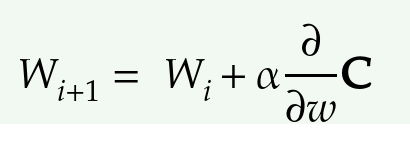 W_{i+1} = W_i + α ∂/∂w C